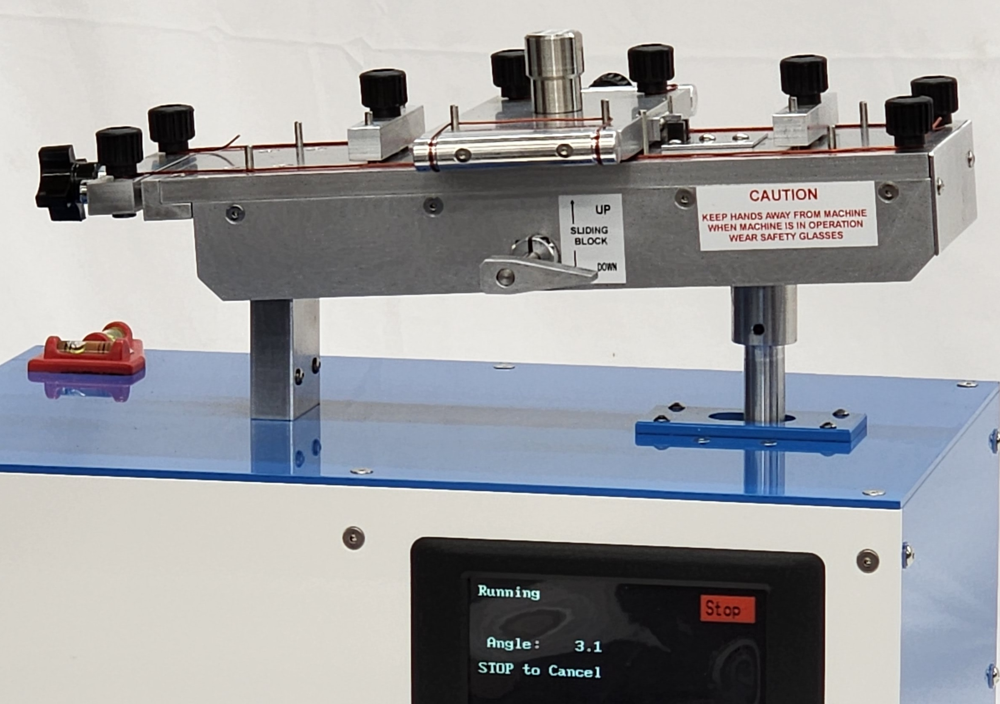 UP
SLIDING
BLOCK
DOWN
CAUTION
KEEP HANDS AWAY FROM MACHINE
WHEN MACHINE IS IN OPERATION
WEAR SAFETY GLASSES
Running
Stop
Angle: 3.1
STOP to Cancel